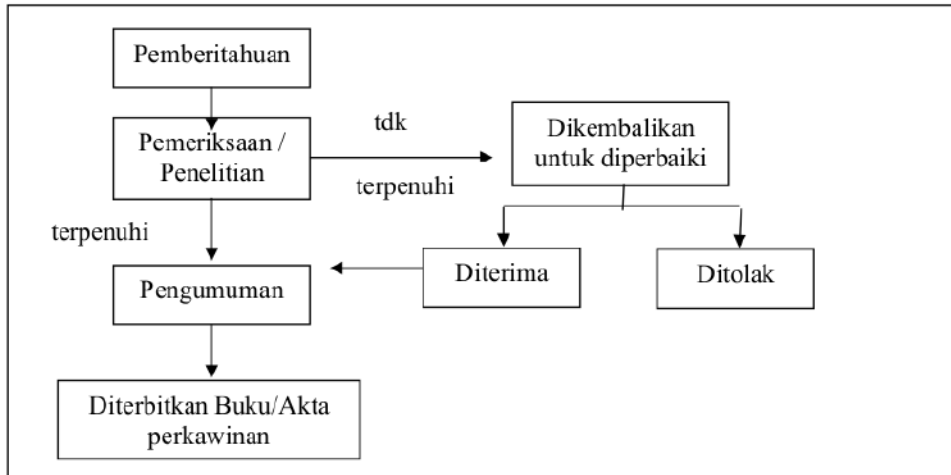 Pemberitahuan
Pemeriksaan /
Penelitian
tdk
terpenuhi
Dikembalikan
untuk diperbaiki
terpenuhi
Pengumuman
Diterima
Ditolak
Diterbitkan Buku/Akta
perkawinan